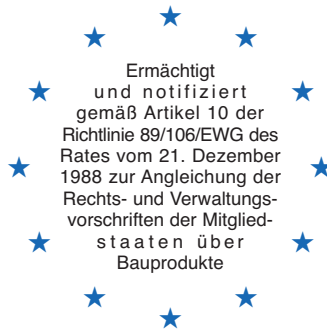 Ermächtigt
und notifiziert
gemäß Artikel 10 der
Richtlinie 89/106/EWG des
Rates vom 21. Dezember
1988 zur Angleichung der
Rechts- und Verwaltungs-
vorschriften der Mitglied-
staaten über
Bauprodukte